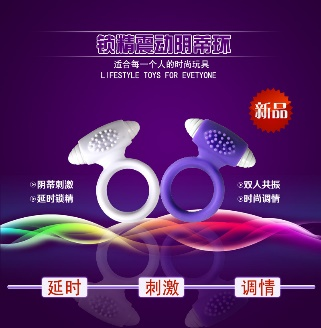 锁精震动阴蒂环
适合每一个人的时尚玩具
LIFESTYLE TOYS FOR EVETYONE
新品
阴蒂刺激
延时锁精
双人共振
时尚调情
延时
刺激
调情